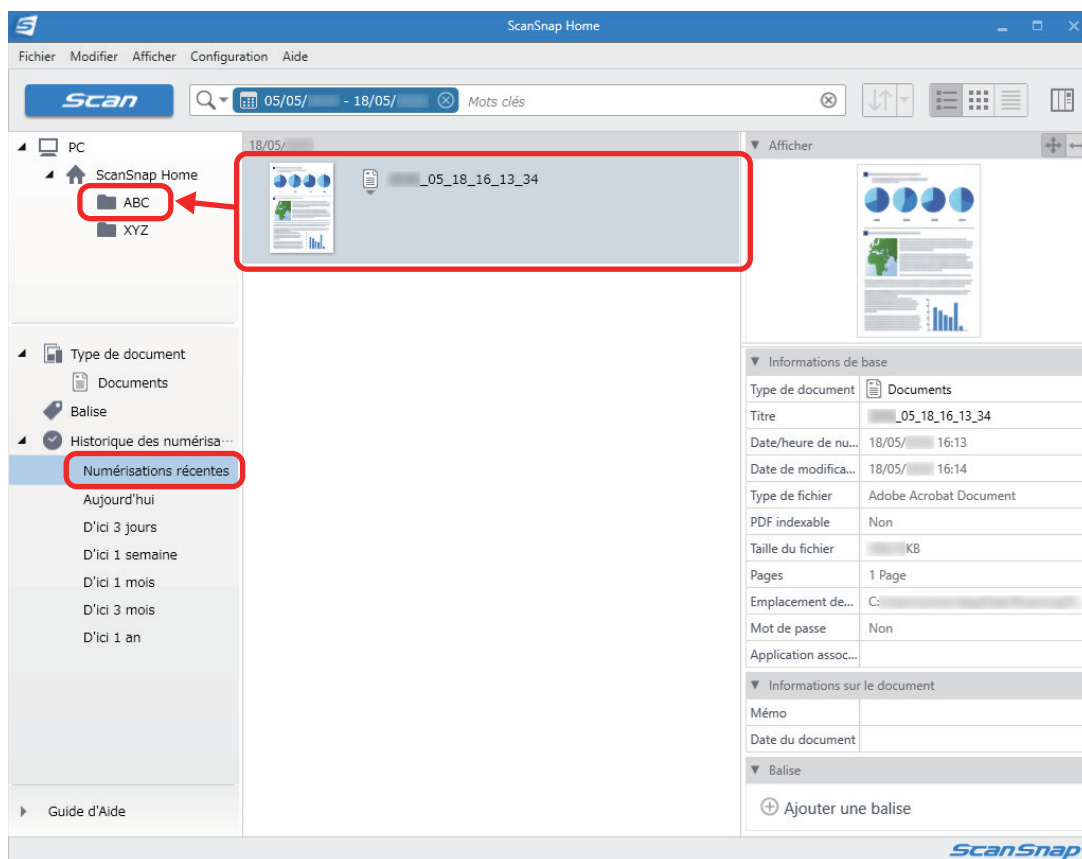 ScanSnap Home
Fichier Modifier Afficher Configuration Aide
Scan
05/05/ - 18/05/ Mots clés
PC
ScanSnap Home
ABC
XYZ
Type de document
Documents
Balise
Historique des numérisa···
Numérisations récentes
Aujourd'hui
D'ici 3 jours
D'ici 1 semaine
D'ici 1 mois
D'ici 3 mois
D'ici 1 an
Guide d'Aide
18/05/
_05_18_16_13_34
Afficher
Informations de base
Type de document Documents
Titre _05_18_16_13_34
Date/heure de nu... 18/05/ 16:13
Date de modifica... 18/05/ 16:14
Type de fichier Adobe Acrobat Document
PDF indexable Non
Taille du fichier KB
Pages 1 Page
Emplacement de... C:
Mot de passe Non
Application assoc...
Informations sur le document
Mémo
Date du document
Balise
Ajouter une balise
ScanSnap